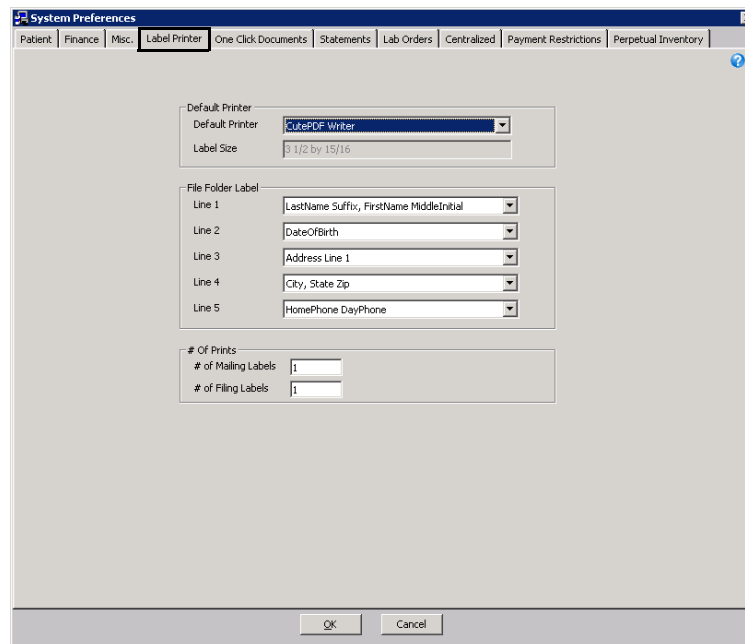 System Preferences
Patient Finance Misc. Label Printer One Click Documents Statements Lab Orders Centralized Payment Restrictions Perpetual Inventory
?
Default Printer
Default Printer CutePDF Writer
Label Size 3 1/2 by 15/16
File Folder Label
Line 1 LastName Suffix, FirstName MiddleInitial
Line 2 DateOfBirth
Line 3 Address Line 1
Line 4 City, State Zip
Line 5 HomePhone DayPhone
# Of Prints
# of Mailing Labels 1
# of Filing Labels 1
OK Cancel